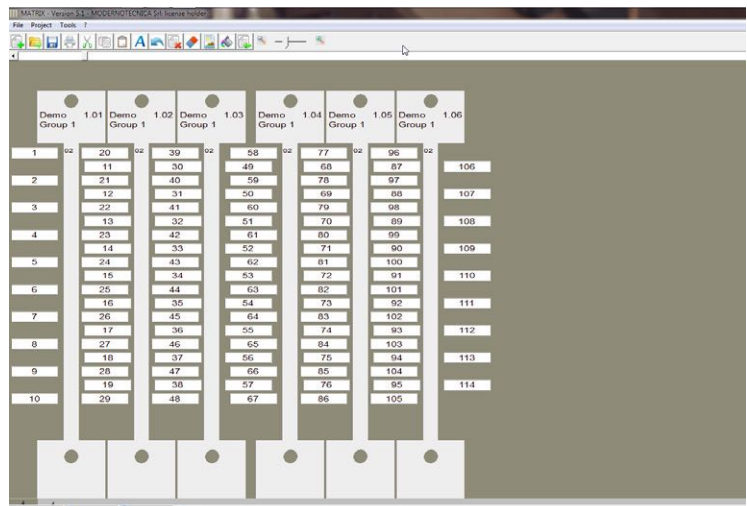 MATRIX - Version 5.1 - MODERNOTECNICA Srl. license holder
File Project Tools ?
Demo 1.01 Demo 1.02 Demo 1.03 Demo 1.04 Demo 1.05 Demo 1.06
Group 1 Group 1 Group 1 Group 1 Group 1 Group 1
1 02 20 02 39 02 58 02 77 02 96 02
11 30 49 68 87 106
2 21 40 59 78 97
12 31 50 69 88 107
3 22 41 60 79 98
13 32 51 70 89 108
4 23 42 61 80 99
14 33 52 71 90 109
5 24 43 62 81 100
15 34 53 72 91 110
6 25 44 63 82 101
16 35 54 73 92 111
7 26 45 64 83 102
17 36 55 74 93 112
8 27 46 65 84 103
18 37 56 75 94 113
9 28 47 66 85 104
19 38 57 76 95 114
10 29 48 67 86 105